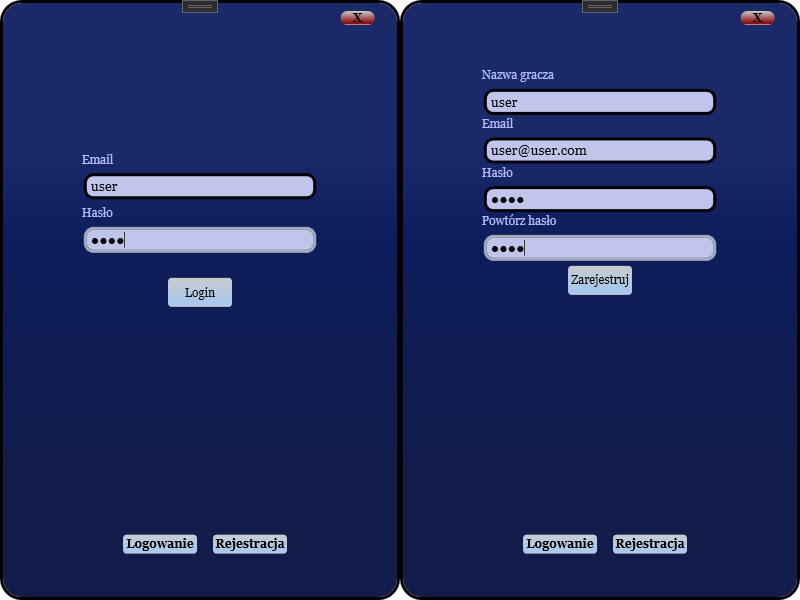 X
Email
user
Hasło
●●●●
Login
Logowanie Rejestracja
X
Nazwa gracza
user
Email
user@user.com
Hasło
●●●●
Powtórz hasło
●●●●
Zarejestruj
Logowanie Rejestracja